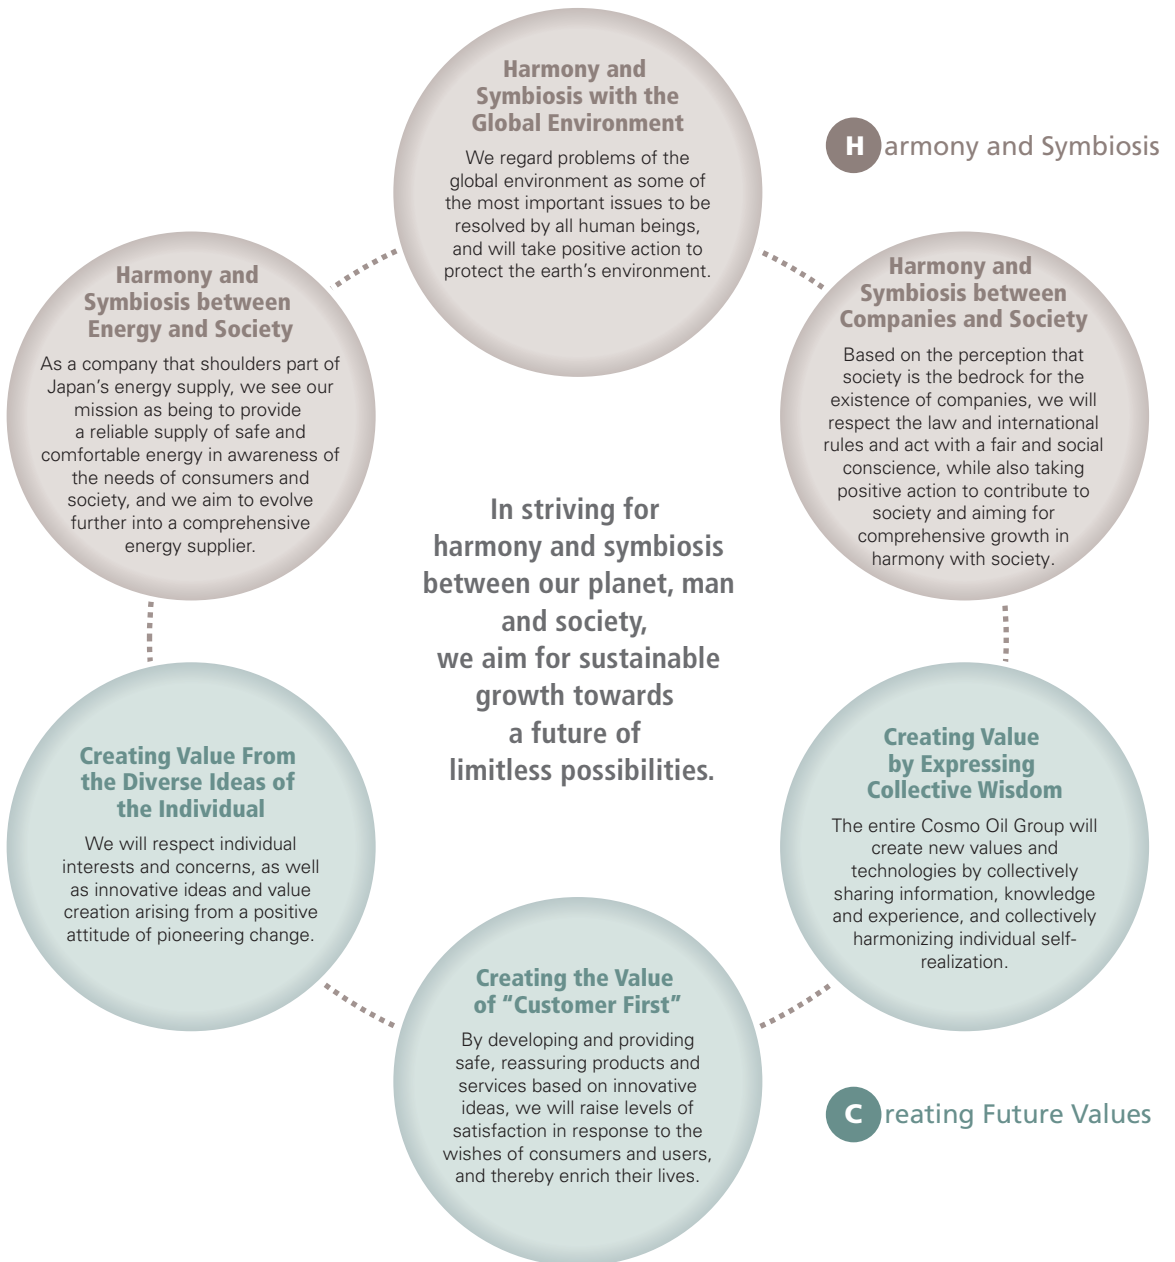 Harmony and
Symbiosis with the
Global Environment
We regard problems of the
global environment as some of
the most important issues to be
resolved by all human beings,
and will take positive action to
protect the earth's environment.
Harmony and Symbiosis
Harmony and
Symbiosis between
Energy and Society
As a company that shoulders part of
Japan's energy supply, we see our
mission as being to provide
a reliable supply of safe and
comfortable energy in awareness of
the needs of consumers and
society, and we aim to evolve
further into a comprehensive
energy supplier.
Harmony and
Symbiosis between
Companies and Society
Based on the perception that
society is the bedrock for the
existence of companies, we will
respect the law and international
rules and act with a fair and social
conscience, while also taking
positive action to contribute to
society and aiming for
comprehensive growth in
harmony with society.
In striving for
harmony and symbiosis
between our planet, man
and society,
we aim for sustainable
growth towards
a future of
limitless possibilities.
Creating Value From
the Diverse Ideas of
the Individual
We will respect individual
interests and concerns, as well
as innovative ideas and value
creation arising from a positive
attitude of pioneering change.
Creating Value
by Expressing
Collective Wisdom
The entire Cosmo Oil Group will
create new values and
technologies by collectively
sharing information, knowledge
and experience, and collectively
harmonizing individual self-
realization.
Creating the Value
of “Customer First”
By developing and providing
safe, reassuring products and
services based on innovative
ideas, we will raise levels of
satisfaction in response to the
wishes of consumers and users,
and thereby enrich their lives.
Creating Future Values